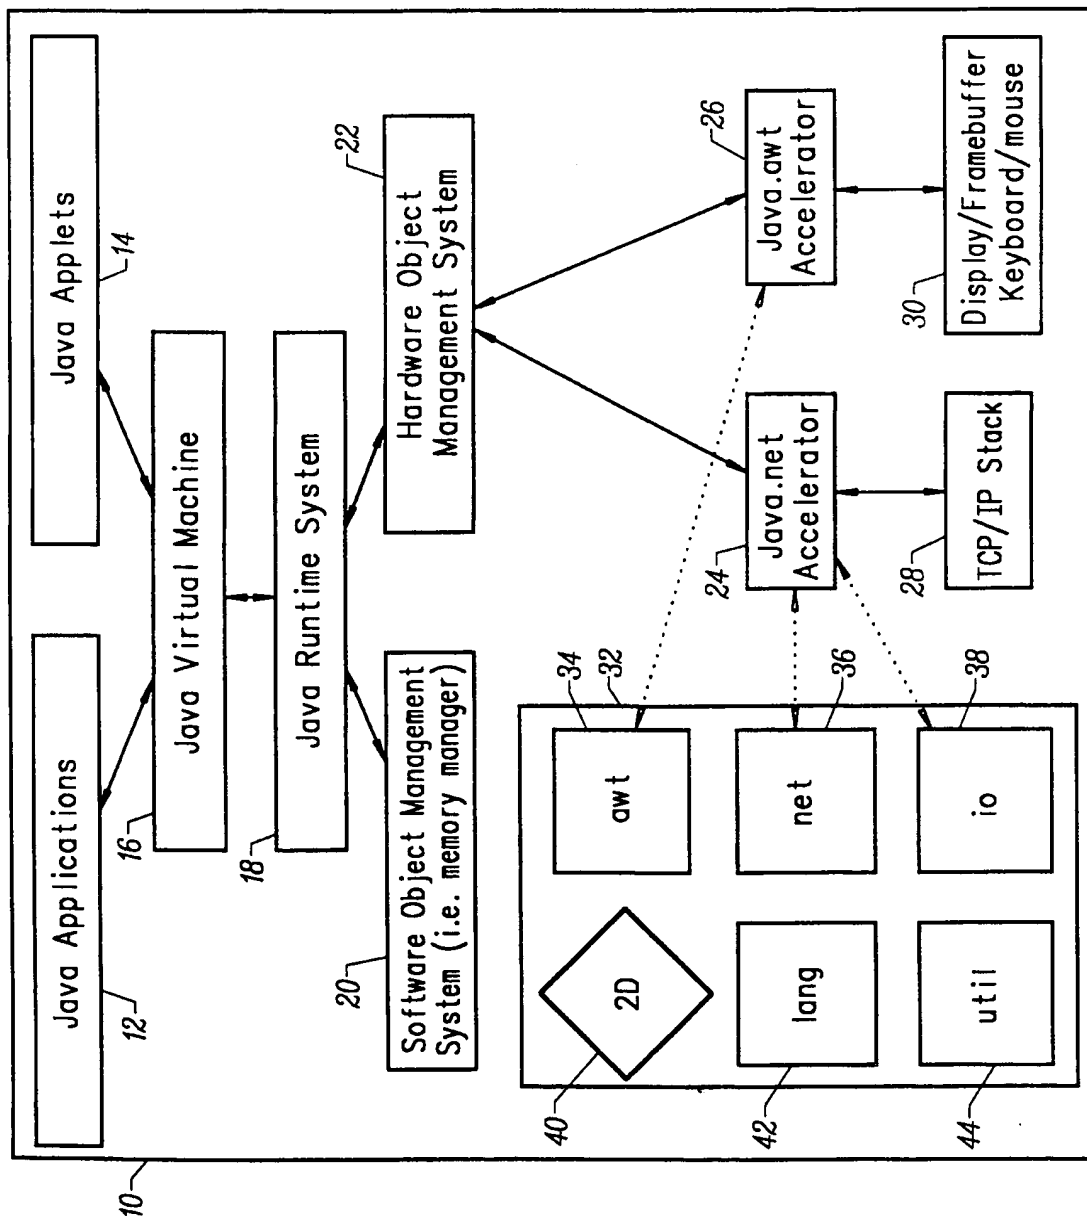 10
Java Applications
12
Java Applets
14
16
Java Virtual Machine
18
Java Runtime System
20
Software Object Management
System (i.e. memory manager)
22
Hardware Object
Management System
40
2D
34
32
awt
42
lang
net
36
44
util
io
38
24
Java.net
Accelerator
26
Java.awt
Accelerator
28
TCP/IP Stack
30
Display/Framebuffer
Keyboard/mouse